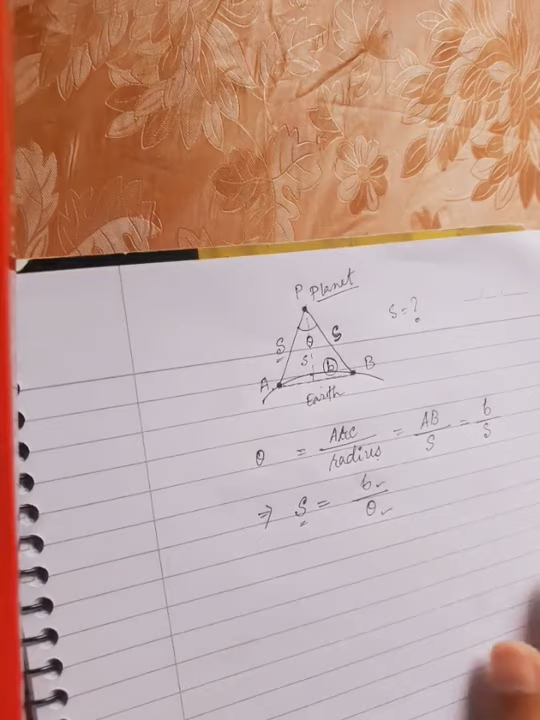 P Planet
S = ?
S θ S
S b
A B
Earth
θ = Arc / radius = AB / S = b / S
⇒ S = b / θ